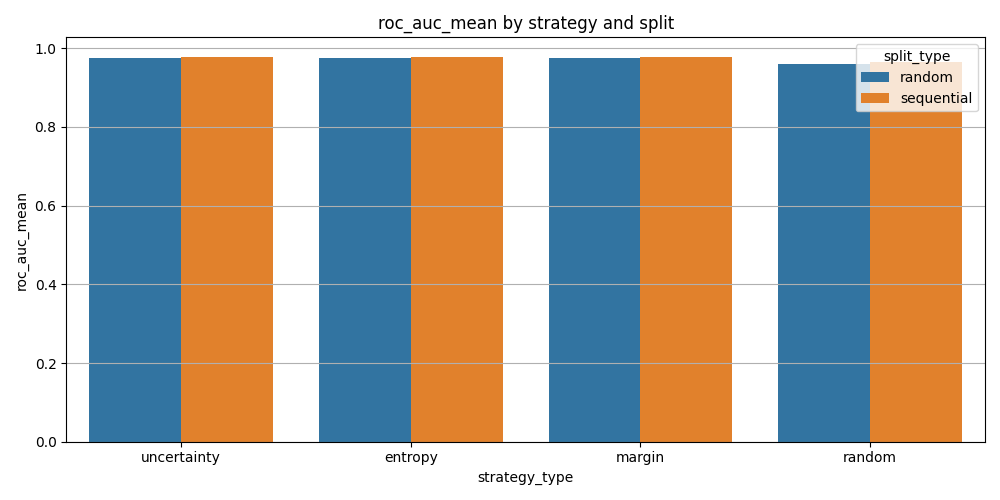 roc_auc_mean by strategy and split
split_type
random
sequential
1.0
0.8
0.6
0.4
0.2
0.0
roc_auc_mean
uncertainty
entropy
margin
random
strategy_type